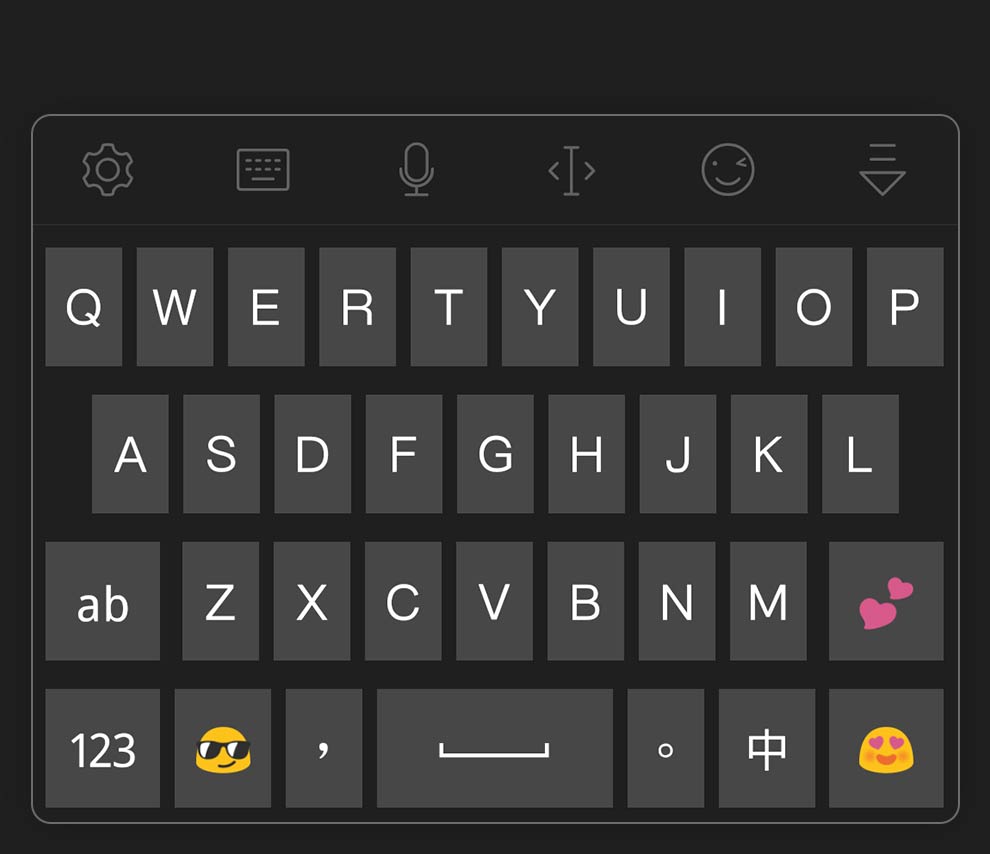 Q W E R T Y U I O P
A S D F G H J K L
ab Z X C V B N M 💕
123 😎 ， 。 中 😍